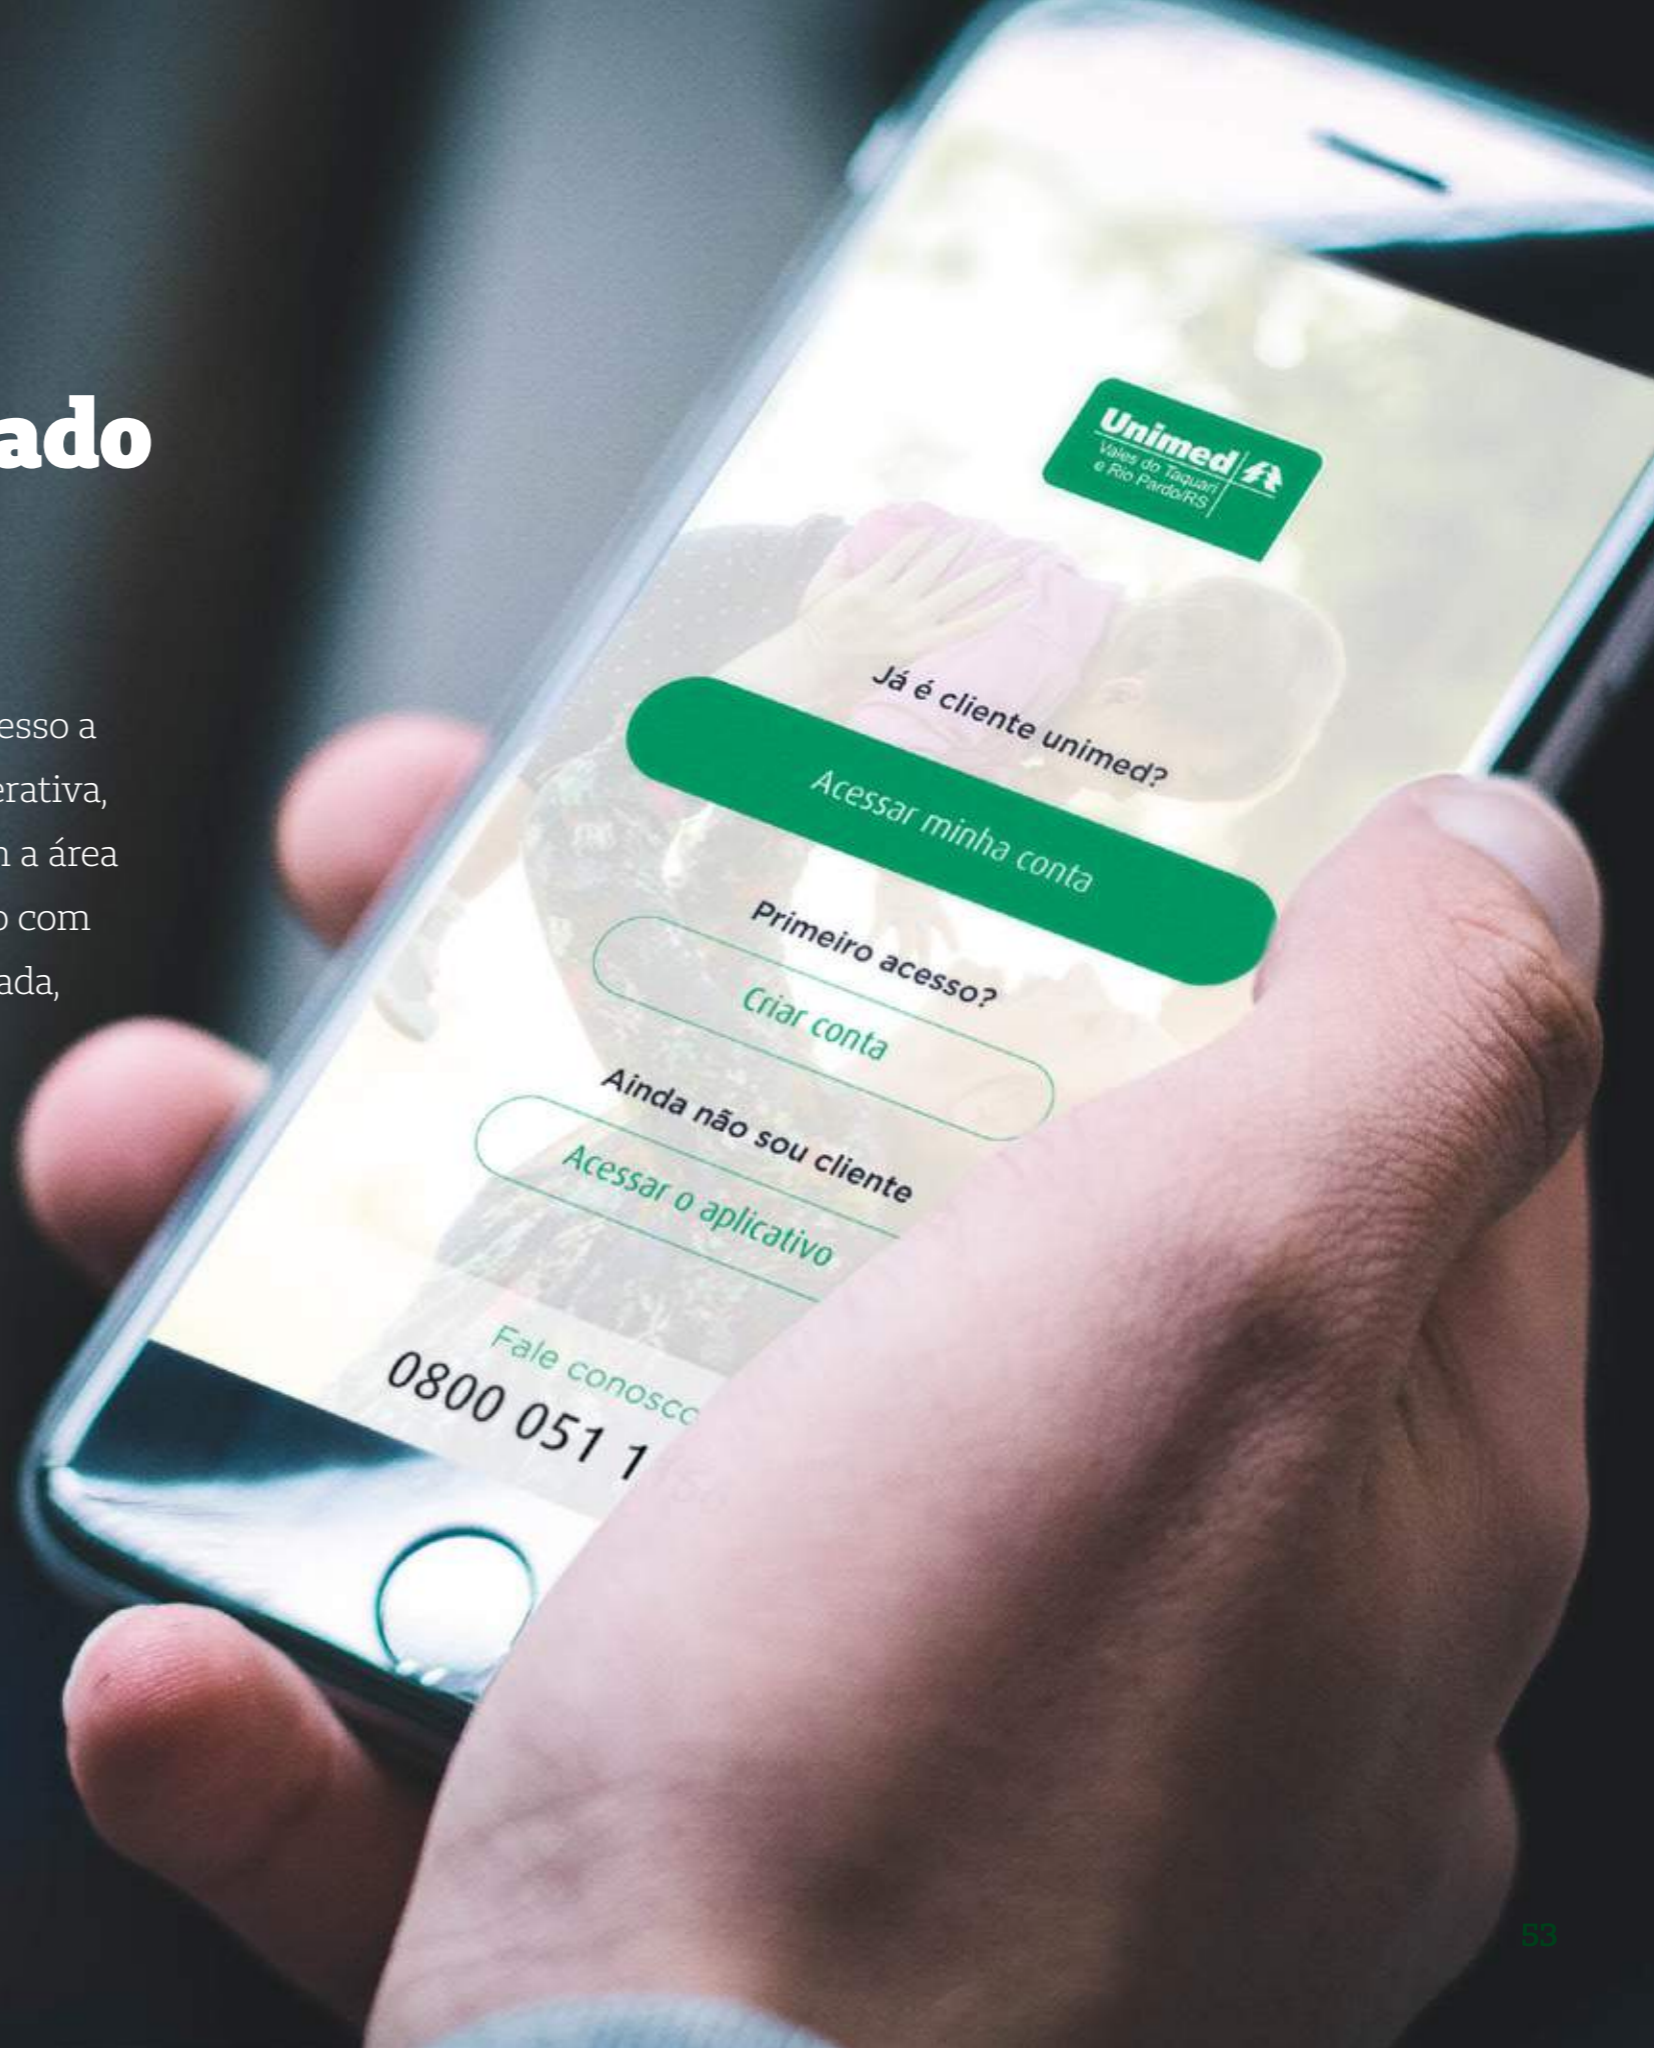 ado
esso a
erativa,
a área
o com
ada,
Unimed
Vales do Taquari
e Rio Pardo/RS
Já é cliente unimed?
Acessar minha conta
Primeiro acesso?
Criar conta
Ainda não sou cliente
Acessar o aplicativo
Fale conosco
0800 051 1
53